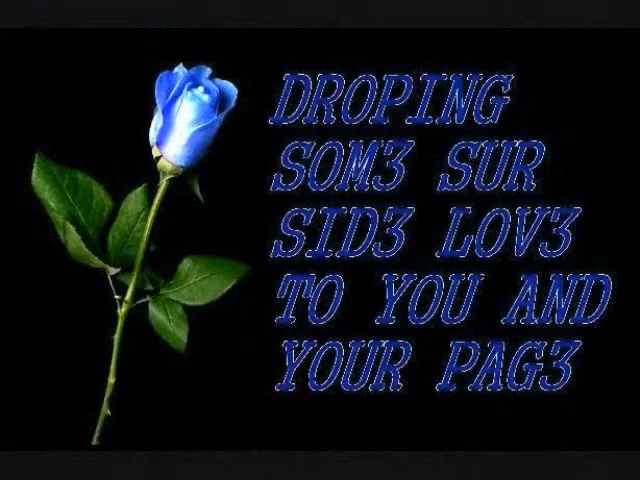 DROPING
SOM3 SUR
SID3 LOV3
TO YOU AND
YOUR PAG3